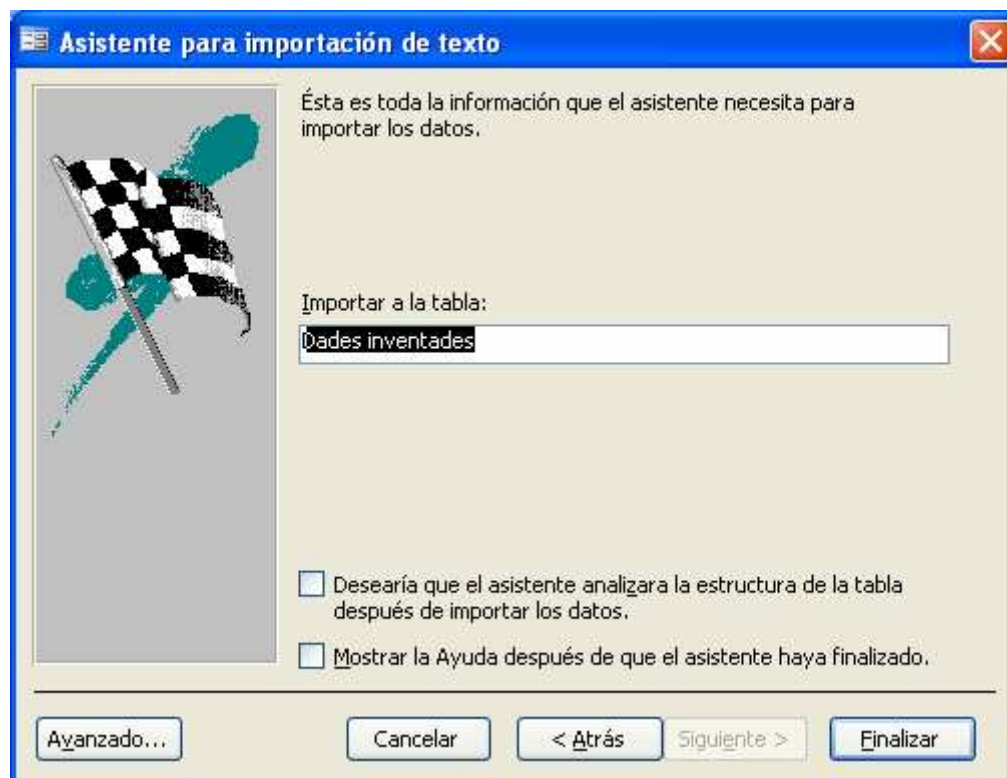 Asistente para importación de texto
Ésta es toda la información que el asistente necesita para
importar los datos.
Importar a la tabla:
Dades inventades
Desearía que el asistente analizara la estructura de la tabla
después de importar los datos.
Mostrar la Ayuda después de que el asistente haya finalizado.
Avanzado... Cancelar < Atrás Siguiente > Finalizar